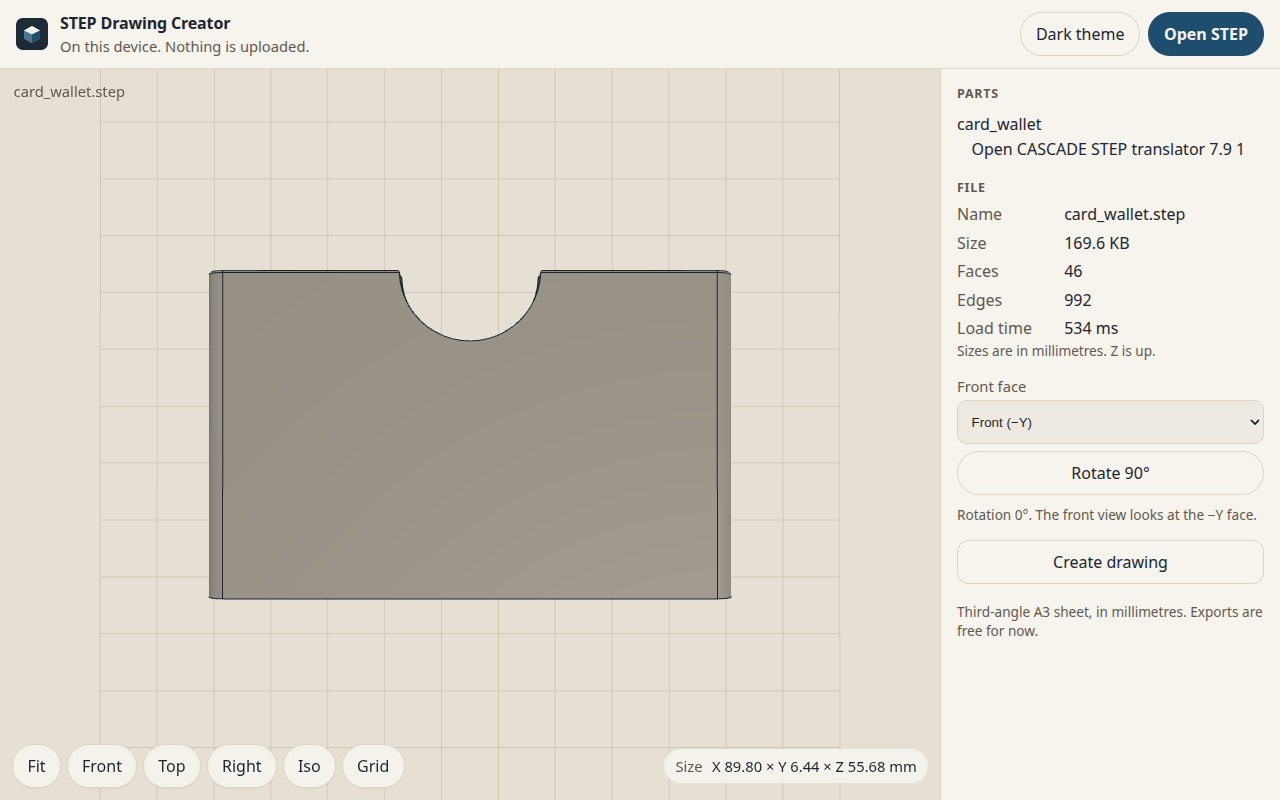 STEP Drawing Creator
On this device. Nothing is uploaded.
Dark theme
Open STEP
card_wallet.step
PARTS
card_wallet
Open CASCADE STEP translator 7.9 1
FILE
Name card_wallet.step
Size 169.6 KB
Faces 46
Edges 992
Load time 534 ms
Sizes are in millimetres. Z is up.
Front face
Front (−Y)
Rotate 90°
Rotation 0°. The front view looks at the −Y face.
Create drawing
Third-angle A3 sheet, in millimetres. Exports are
free for now.
Fit
Front
Top
Right
Iso
Grid
Size X 89.80 × Y 6.44 × Z 55.68 mm